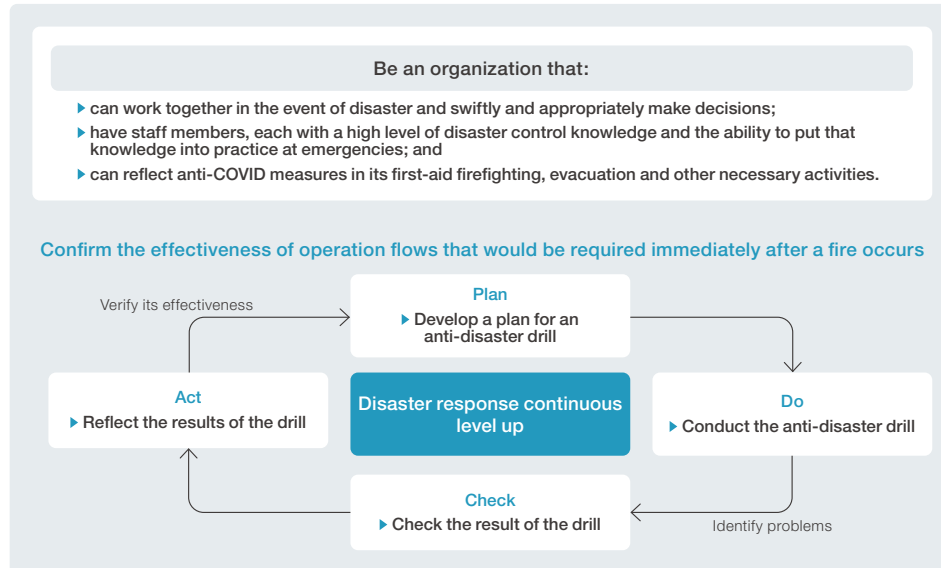 Be an organization that:
▶ can work together in the event of disaster and swiftly and appropriately make decisions;
▶ have staff members, each with a high level of disaster control knowledge and the ability to put that
knowledge into practice at emergencies; and
▶ can reflect anti-COVID measures in its first-aid firefighting, evacuation and other necessary activities.
Confirm the effectiveness of operation flows that would be required immediately after a fire occurs
Verify its effectiveness
Plan
▶ Develop a plan for an
anti-disaster drill
Act
▶ Reflect the results of the drill
Disaster response continuous
level up
Do
▶ Conduct the anti-disaster drill
Check
▶ Check the result of the drill
Identify problems